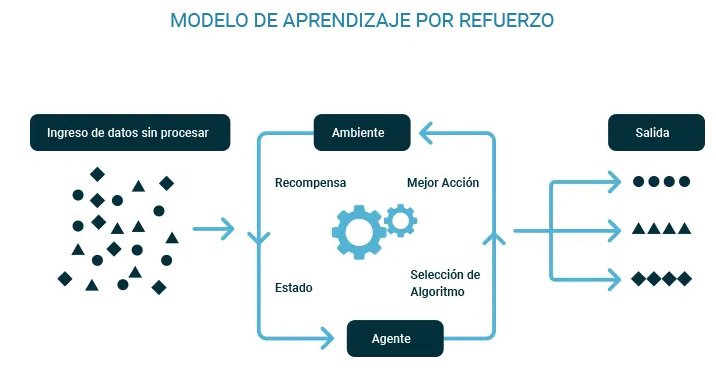 MODELO DE APRENDIZAJE POR REFUERZO
Ingreso de datos sin procesar
Ambiente
Salida
Recompensa
Mejor Acción
Estado
Selección de
Algoritmo
Agente